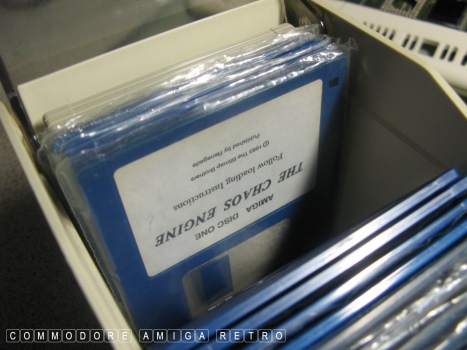 AMIGA DISC ONE
THE CHAOS ENGINE
Follow loading Instructions
© 1993 The Bitmap Brothers
Published by Renegade
COMMODORE AMIGA RETRO